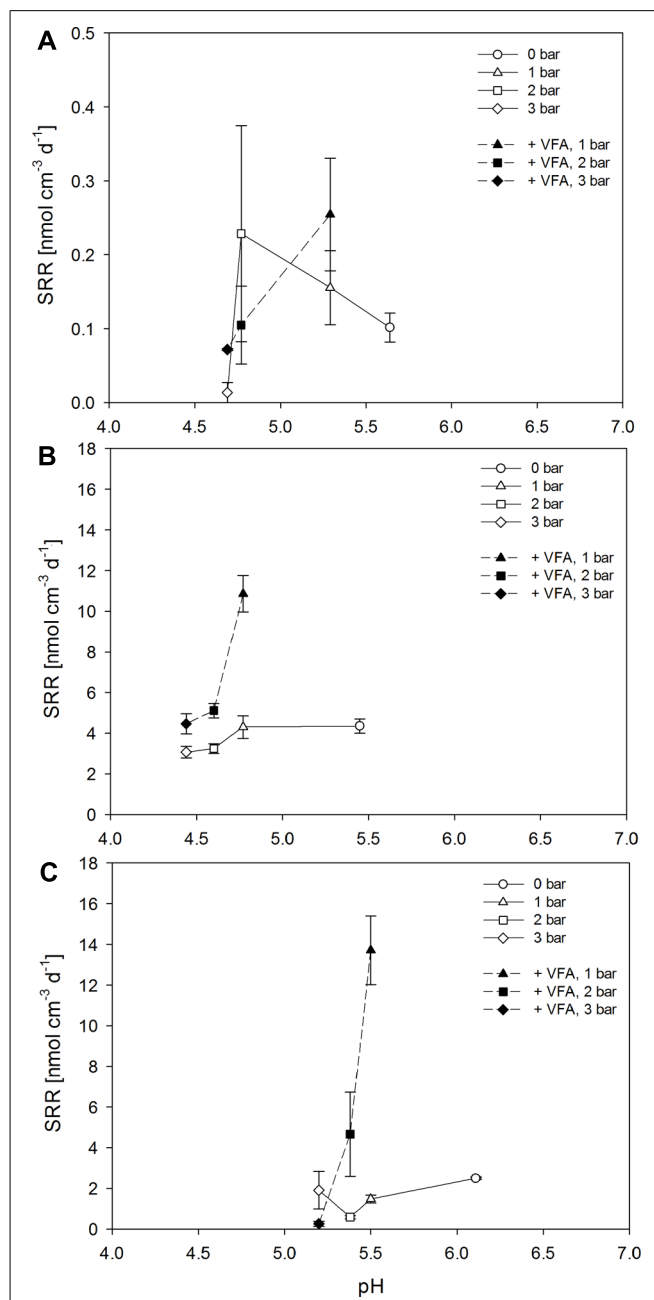 A
SRR [nmol cm⁻³ d⁻¹]
0.5
0.4
0.3
0.2
0.1
0.0
0 bar
1 bar
2 bar
3 bar
+ VFA, 1 bar
+ VFA, 2 bar
+ VFA, 3 bar
4.0 4.5 5.0 5.5 6.0 6.5 7.0
B
SRR [nmol cm⁻³ d⁻¹]
18
16
14
12
10
8
6
4
2
0
0 bar
1 bar
2 bar
3 bar
+ VFA, 1 bar
+ VFA, 2 bar
+ VFA, 3 bar
4.0 4.5 5.0 5.5 6.0 6.5 7.0
C
SRR [nmol cm⁻³ d⁻¹]
18
16
14
12
10
8
6
4
2
0
0 bar
1 bar
2 bar
3 bar
+ VFA, 1 bar
+ VFA, 2 bar
+ VFA, 3 bar
4.0 4.5 5.0 5.5 6.0 6.5 7.0
pH